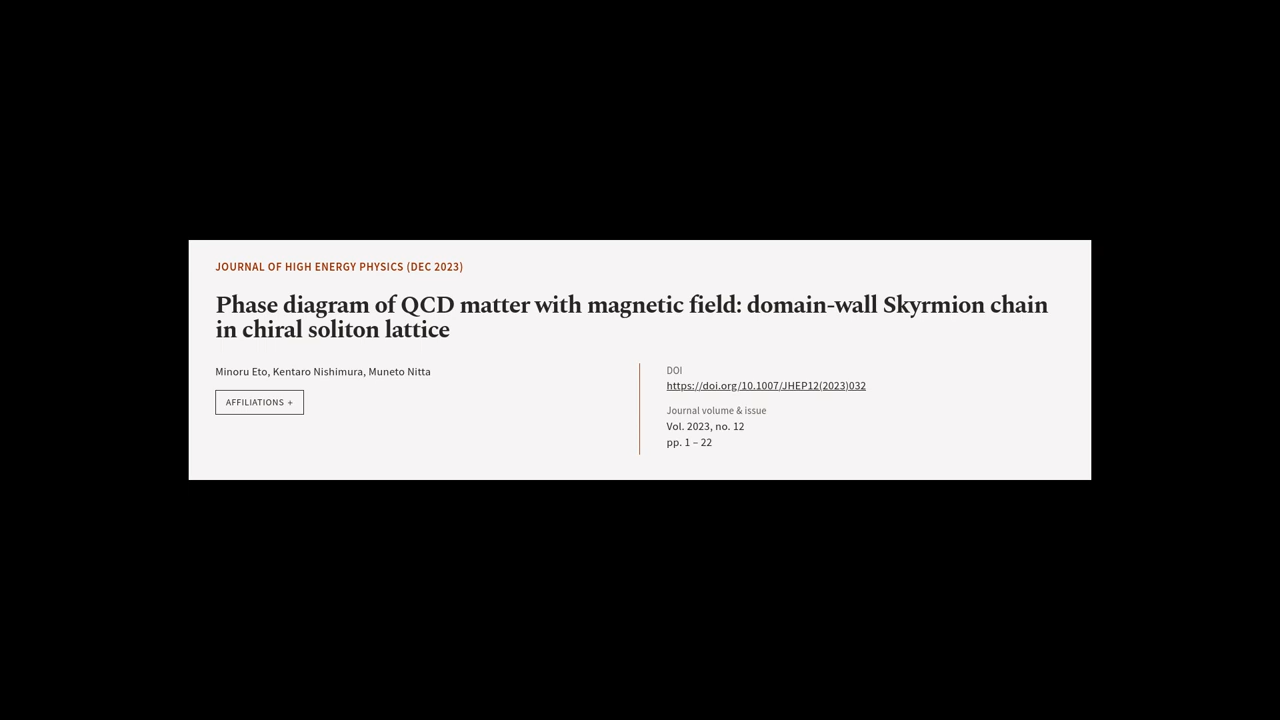 JOURNAL OF HIGH ENERGY PHYSICS (DEC 2023)
Phase diagram of QCD matter with magnetic field: domain-wall Skyrmion chain
in chiral soliton lattice
Minoru Eto, Kentaro Nishimura, Muneto Nitta
AFFILIATIONS +
DOI
https://doi.org/10.1007/JHEP12(2023)032
Journal volume & issue
Vol. 2023, no. 12
pp. 1 – 22